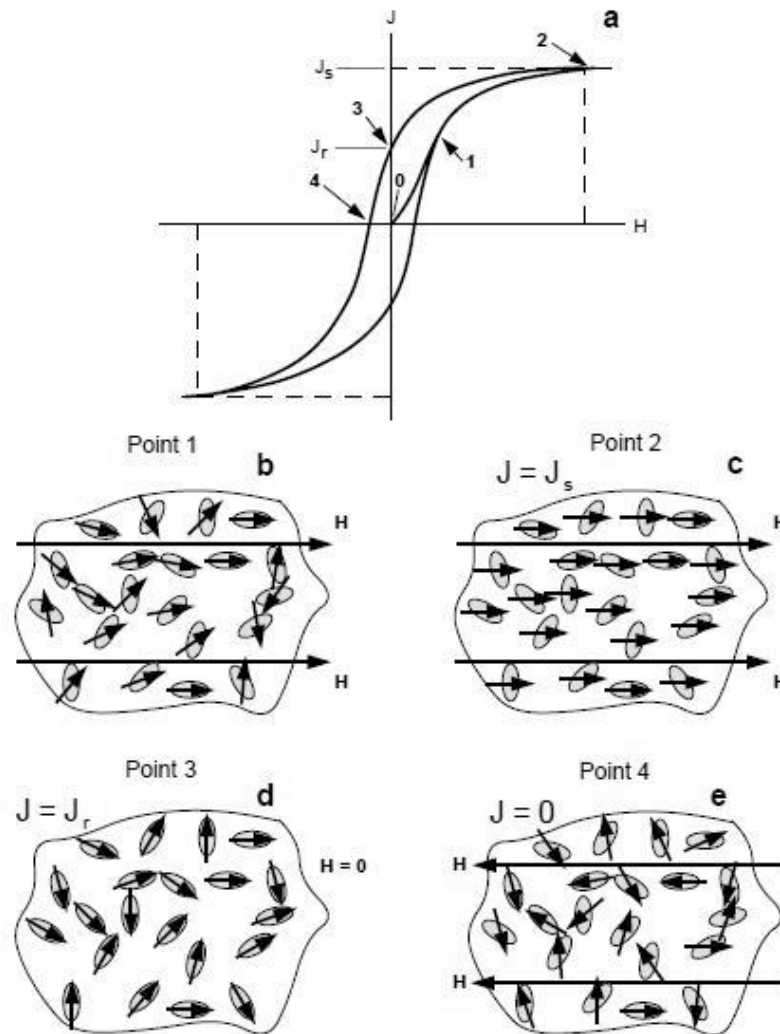 J
a
2
J_s
3
J_r
1
0
4
H
Point 1
b
H
H
Point 2
c
J = J_s
H
H
Point 3
d
J = J_r
H = 0
Point 4
e
J = 0
H
H